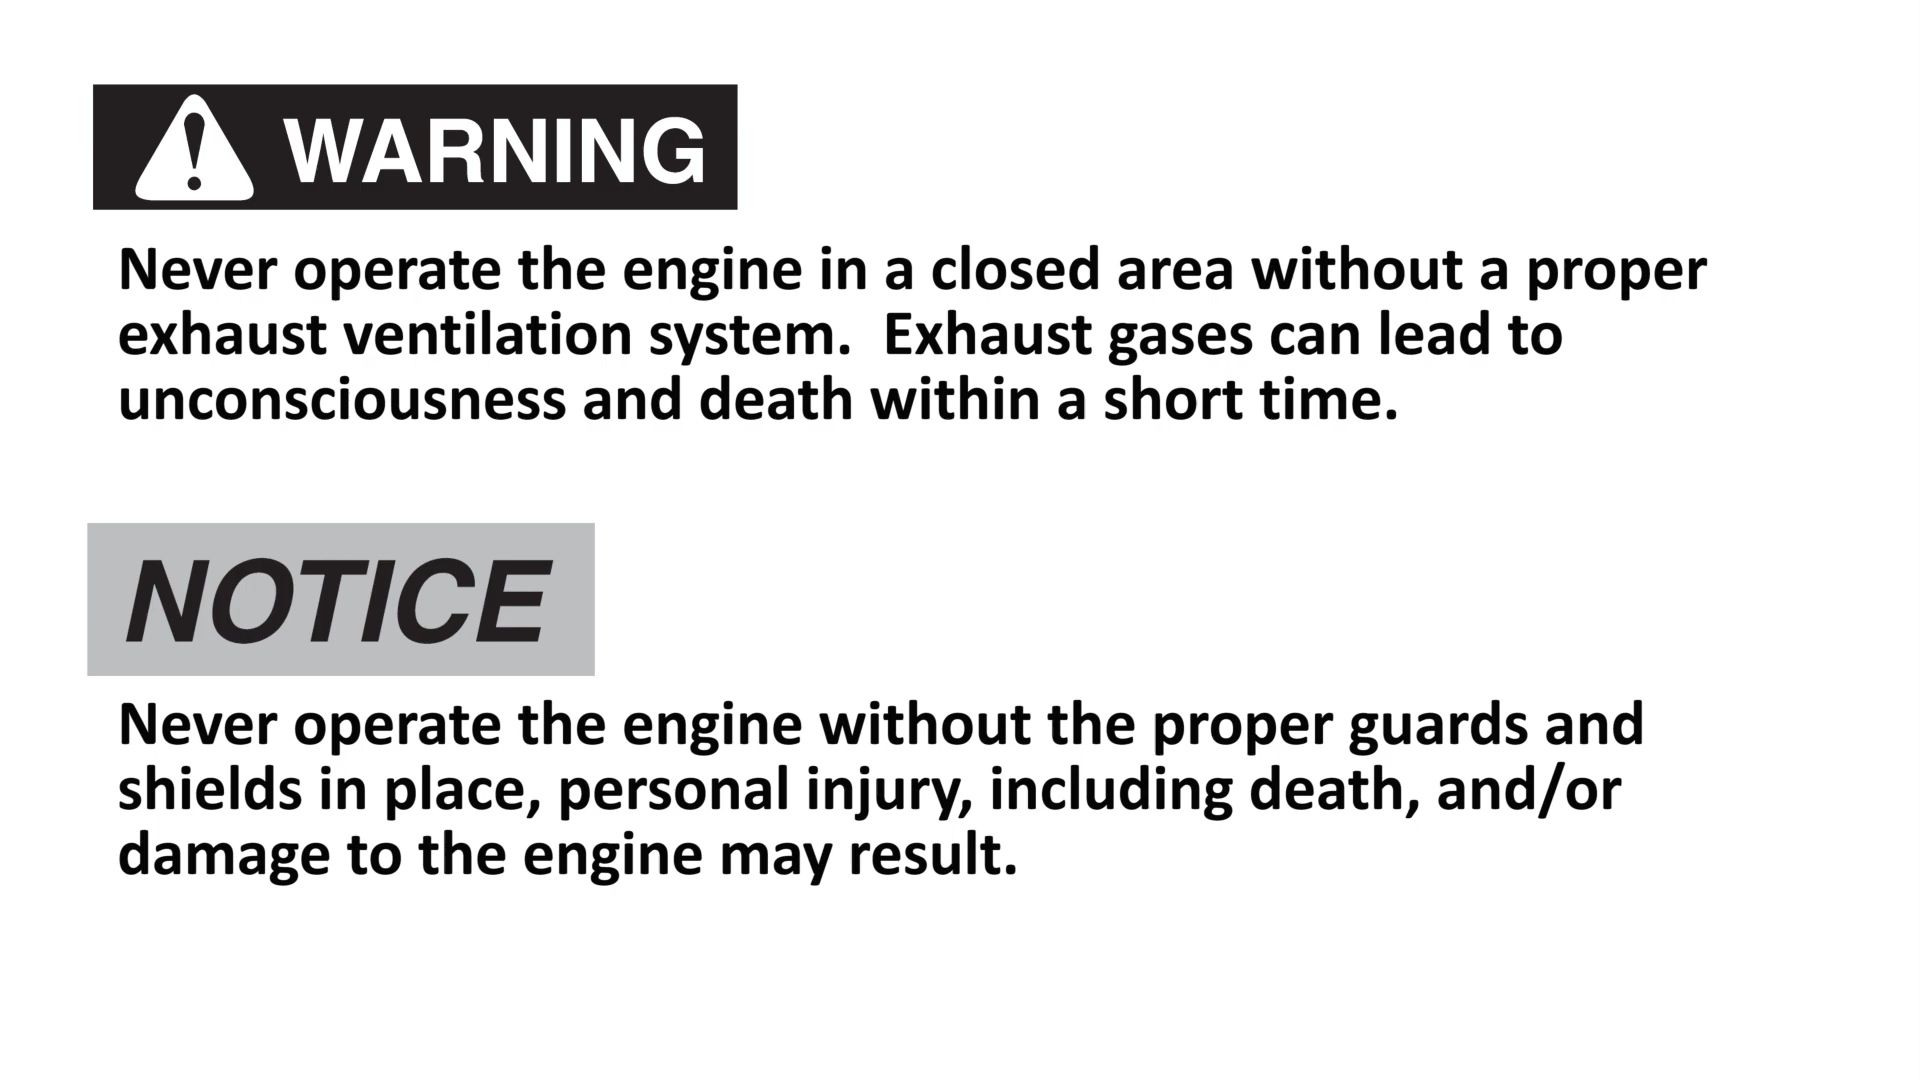 WARNING
Never operate the engine in a closed area without a proper
exhaust ventilation system.  Exhaust gases can lead to
unconsciousness and death within a short time.
NOTICE
Never operate the engine without the proper guards and
shields in place, personal injury, including death, and/or
damage to the engine may result.